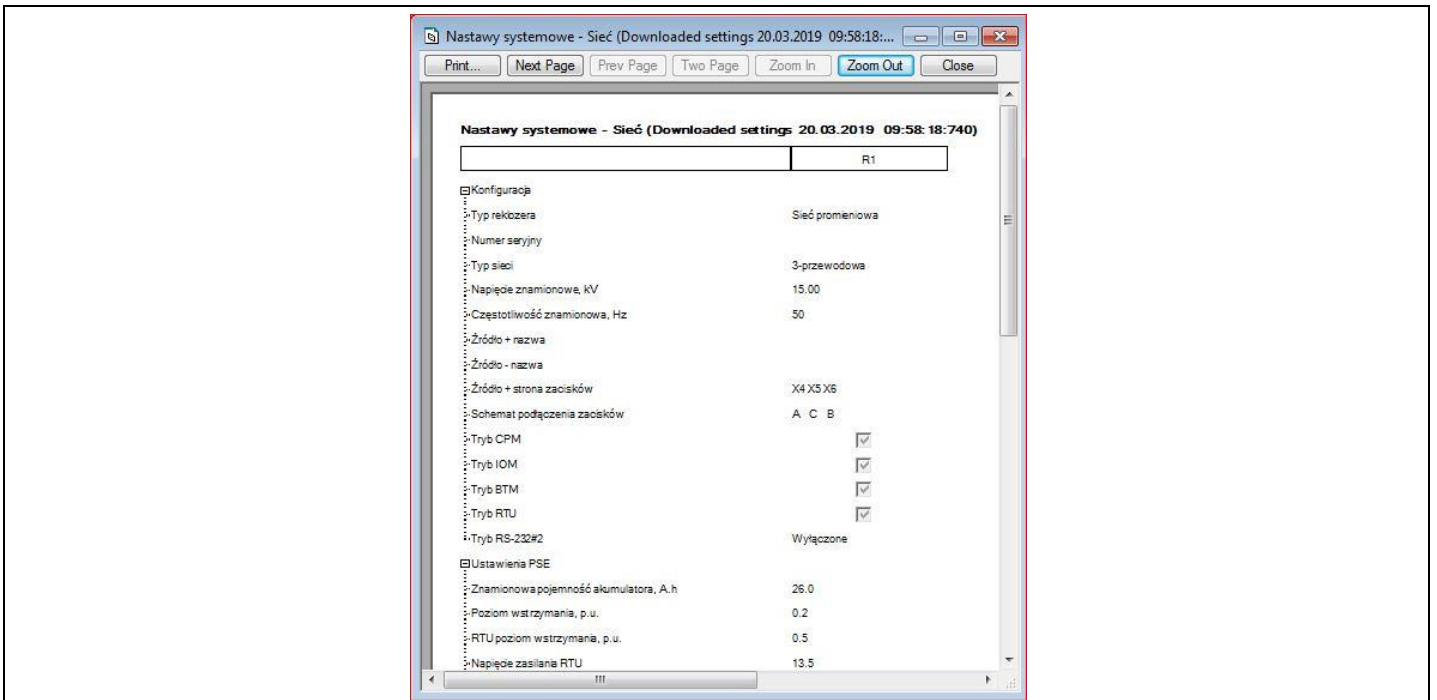 Nastawy systemowe - Sieć (Downloaded settings 20.03.2019 09:58:18:...
Print... Next Page Prev Page Two Page Zoom In Zoom Out Close
Nastawy systemowe - Sieć (Downloaded settings 20.03.2019 09:58:18:740)
R1
Konfiguracja
Typ reklozera Sieć promieniowa
Numer seryjny
Typ sieci 3-przewodowa
Napięcie znamionowe, kV 15.00
Częstotliwość znamionowa, Hz 50
Źródło + nazwa
Źródło - nazwa
Źródło + strona zacisków X4 X5 X6
Schemat podłączenia zacisków A C B
Tryb CPM
Tryb IOM
Tryb BTM
Tryb RTU
Tryb RS-232#2 Wyłączone
Ustawienia PSE
Znamionowa pojemność akumulatora, A.h 26.0
Poziom wstrzymania, p.u. 0.2
RTU poziom wstrzymania, p.u. 0.5
Napięcie zasilania RTU 13.5